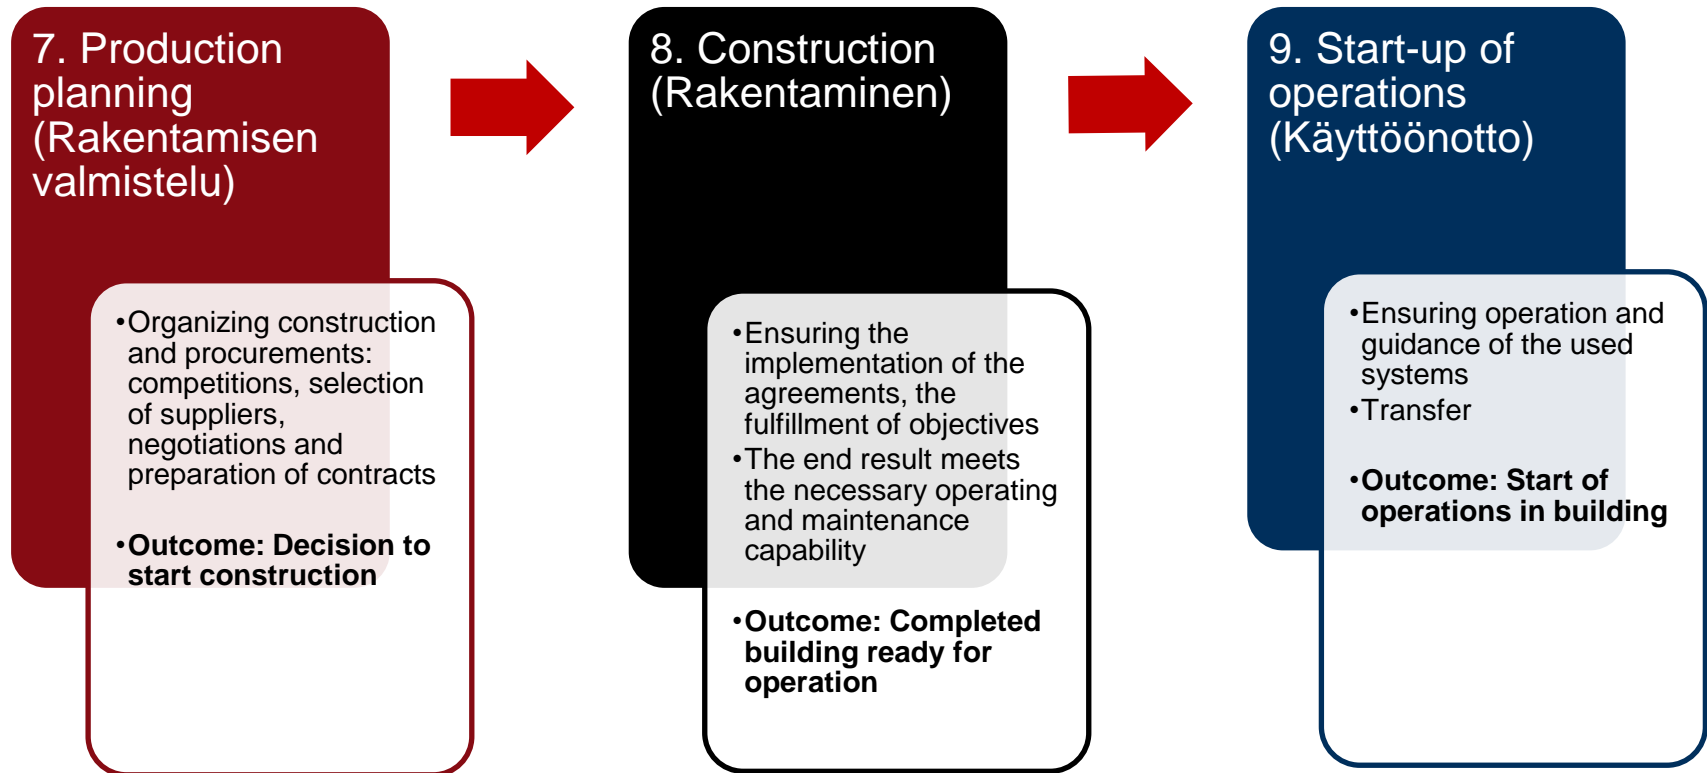 7. Production
planning
(Rakentamisen
valmistelu)
•Organizing construction
and procurements:
competitions, selection
of suppliers,
negotiations and
preparation of contracts
•Outcome: Decision to
start construction
8. Construction
(Rakentaminen)
•Ensuring the
implementation of the
agreements, the
fulfillment of objectives
•The end result meets
the necessary operating
and maintenance
capability
•Outcome: Completed
building ready for
operation
9. Start-up of
operations
(Käyttöönotto)
•Ensuring operation and
guidance of the used
systems
•Transfer
•Outcome: Start of
operations in building